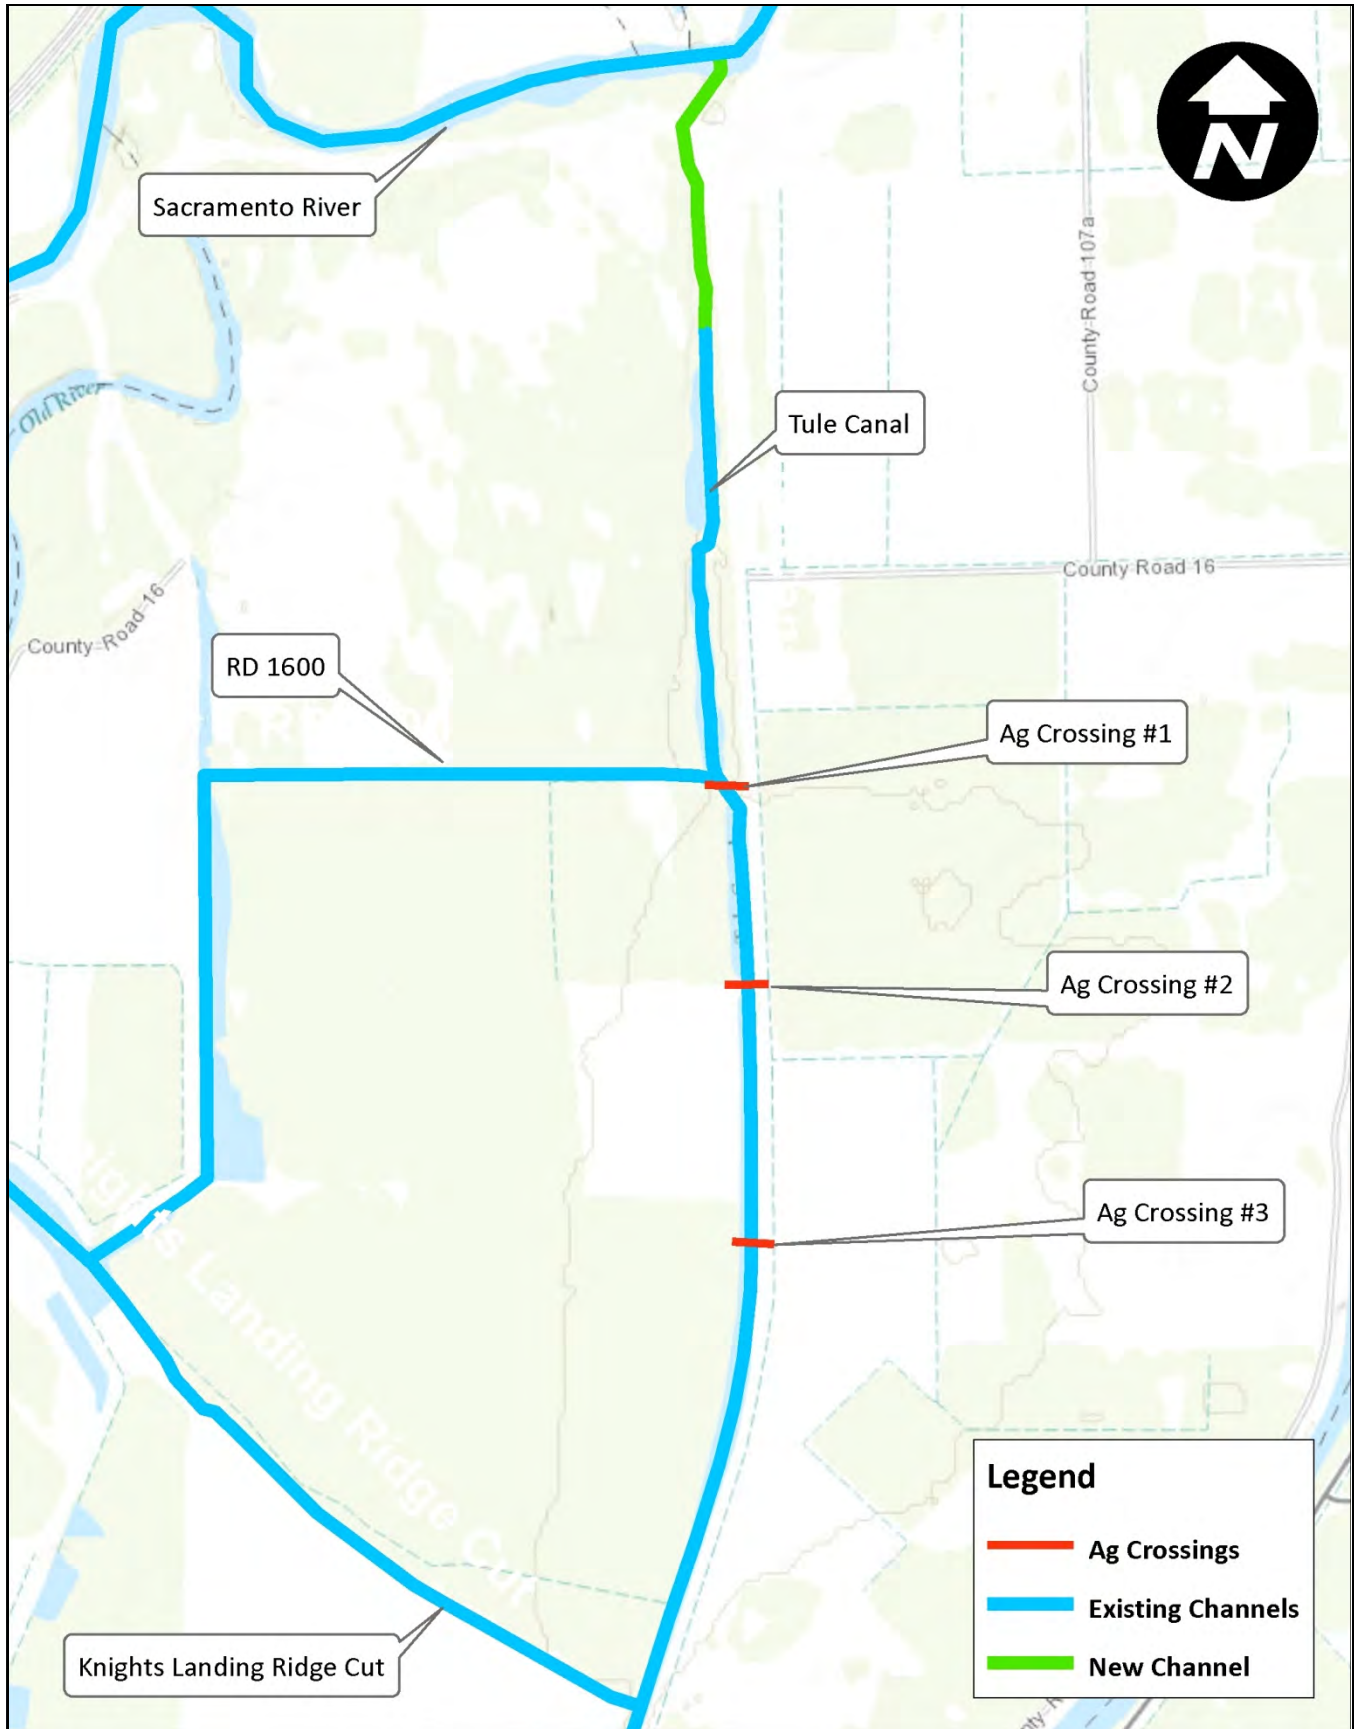 N
Sacramento River
County Road 107a
Old River
Tule Canal
County Road 16
County Road 16
RD 1600
Ag Crossing #1
Ag Crossing #2
Ag Crossing #3
Landing Ridge Cut
Knights Landing Ridge Cut
Legend
Ag Crossings
Existing Channels
New Channel